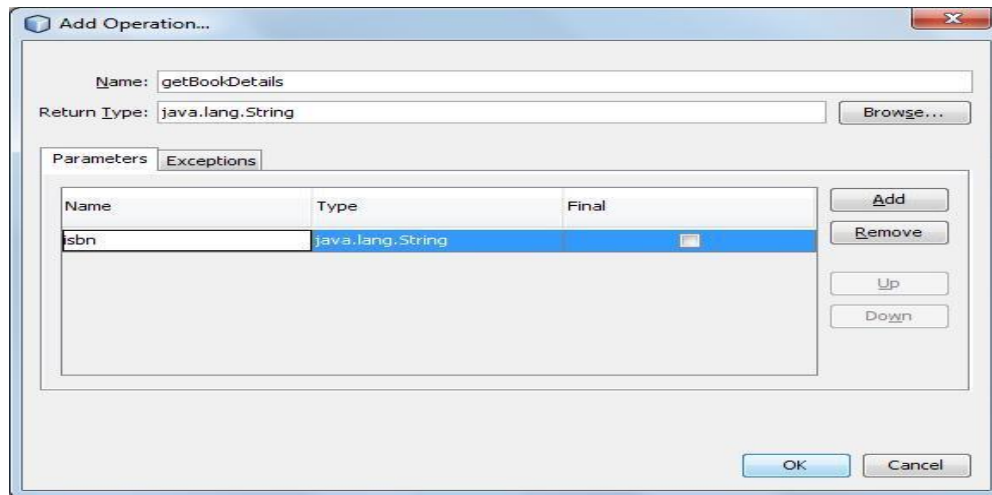 Add Operation...
Name: getBookDetails
Return Type: java.lang.String Browse...
Parameters Exceptions
Name Type Final Add
isbn java.lang.String Remove
Up
Down
OK Cancel